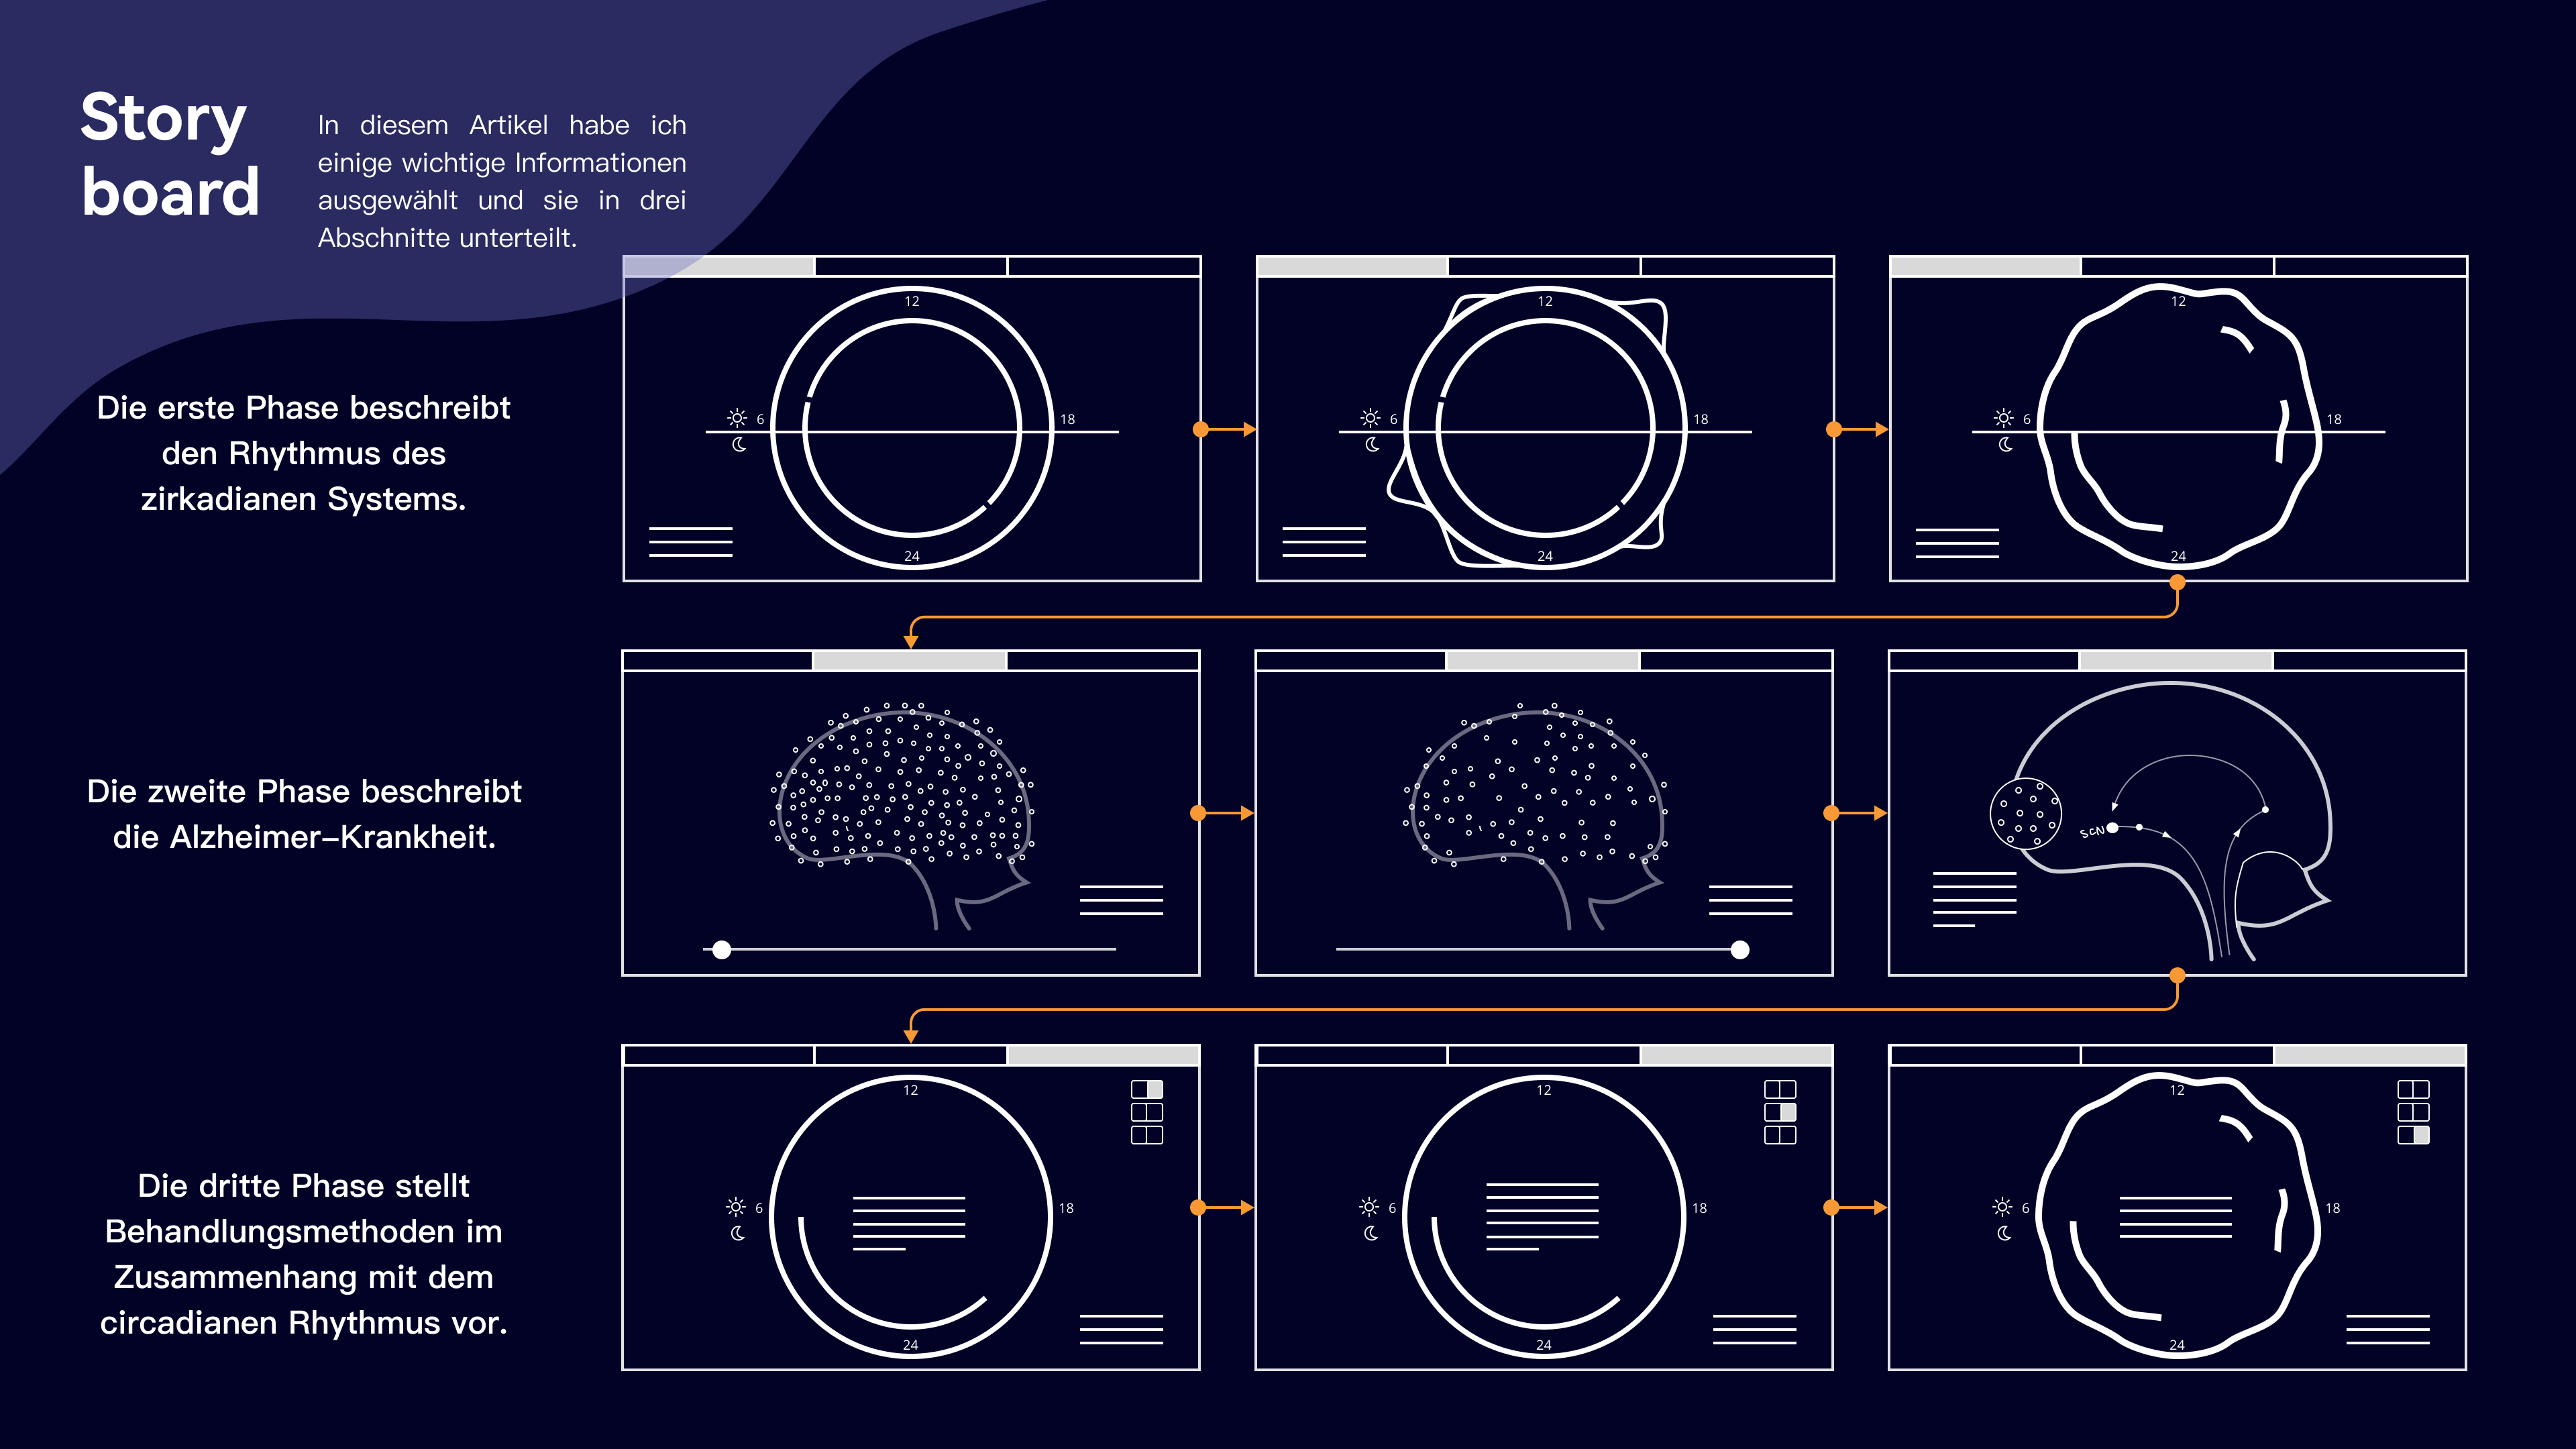 Story
board
In diesem Artikel habe ich
einige wichtige Informationen
ausgewählt und sie in drei
Abschnitte unterteilt.
Die erste Phase beschreibt
den Rhythmus des
zirkadianen Systems.
12
6
18
24
12
6
18
24
12
6
18
24
Die zweite Phase beschreibt
die Alzheimer–Krankheit.
SCN
Die dritte Phase stellt
Behandlungsmethoden im
Zusammenhang mit dem
circadianen Rhythmus vor.
12
6
18
24
12
6
18
24
12
6
18
24